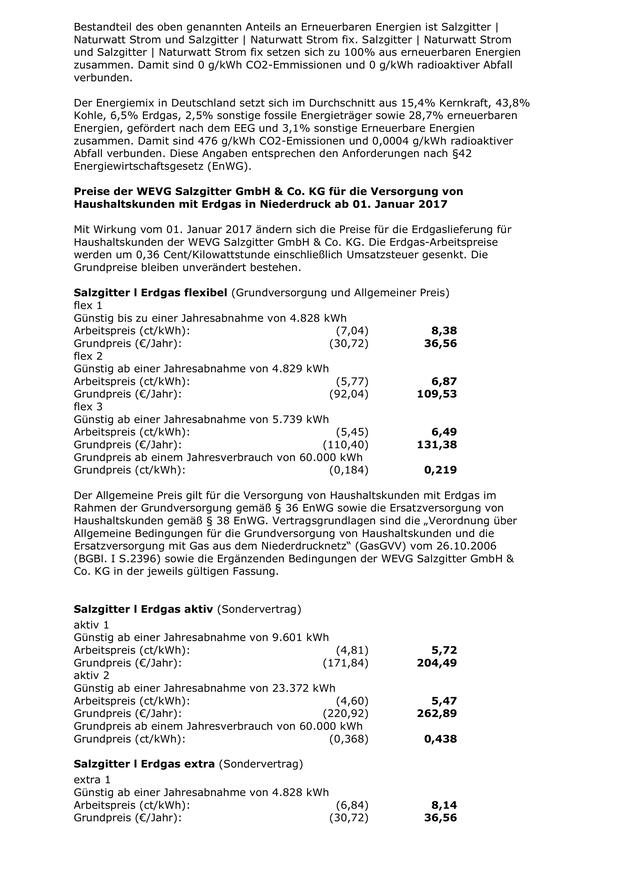 Bestandteil des oben genannten Anteils an Erneuerbaren Energien ist Salzgitter |
Naturwatt Strom und Salzgitter | Naturwatt Strom fix. Salzgitter | Naturwatt Strom
und Salzgitter | Naturwatt Strom fix setzen sich zu 100% aus erneuerbaren Energien
zusammen. Damit sind 0 g/kWh CO2-Emmissionen und 0 g/kWh radioaktiver Abfall
verbunden.
Der Energiemix in Deutschland setzt sich im Durchschnitt aus 15,4% Kernkraft, 43,8%
Kohle, 6,5% Erdgas, 2,5% sonstige fossile Energieträger sowie 28,7% erneuerbaren
Energien, gefördert nach dem EEG und 3,1% sonstige Erneuerbare Energien
zusammen. Damit sind 476 g/kWh CO2-Emissionen und 0,0004 g/kWh radioaktiver
Abfall verbunden. Diese Angaben entsprechen den Anforderungen nach §42
Energiewirtschaftsgesetz (EnWG).
Preise der WEVG Salzgitter GmbH & Co. KG für die Versorgung von
Haushaltskunden mit Erdgas in Niederdruck ab 01. Januar 2017
Mit Wirkung vom 01. Januar 2017 ändern sich die Preise für die Erdgaslieferung für
Haushaltskunden der WEVG Salzgitter GmbH & Co. KG. Die Erdgas-Arbeitspreise
werden um 0,36 Cent/Kilowattstunde einschließlich Umsatzsteuer gesenkt. Die
Grundpreise bleiben unverändert bestehen.
Salzgitter l Erdgas flexibel (Grundversorgung und Allgemeiner Preis)
flex 1
Günstig bis zu einer Jahresabnahme von 4.828 kWh
Arbeitspreis (ct/kWh): (7,04) 8,38
Grundpreis (€/Jahr): (30,72) 36,56
flex 2
Günstig ab einer Jahresabnahme von 4.829 kWh
Arbeitspreis (ct/kWh): (5,77) 6,87
Grundpreis (€/Jahr): (92,04) 109,53
flex 3
Günstig ab einer Jahresabnahme von 5.739 kWh
Arbeitspreis (ct/kWh): (5,45) 6,49
Grundpreis (€/Jahr): (110,40) 131,38
Grundpreis ab einem Jahresverbrauch von 60.000 kWh
Grundpreis (ct/kWh): (0,184) 0,219
Der Allgemeine Preis gilt für die Versorgung von Haushaltskunden mit Erdgas im
Rahmen der Grundversorgung gemäß § 36 EnWG sowie die Ersatzversorgung von
Haushaltskunden gemäß § 38 EnWG. Vertragsgrundlagen sind die „Verordnung über
Allgemeine Bedingungen für die Grundversorgung von Haushaltskunden und die
Ersatzversorgung mit Gas aus dem Niederdrucknetz“ (GasGVV) vom 26.10.2006
(BGBl. I S.2396) sowie die Ergänzenden Bedingungen der WEVG Salzgitter GmbH &
Co. KG in der jeweils gültigen Fassung.
Salzgitter l Erdgas aktiv (Sondervertrag)
aktiv 1
Günstig ab einer Jahresabnahme von 9.601 kWh
Arbeitspreis (ct/kWh): (4,81) 5,72
Grundpreis (€/Jahr): (171,84) 204,49
aktiv 2
Günstig ab einer Jahresabnahme von 23.372 kWh
Arbeitspreis (ct/kWh): (4,60) 5,47
Grundpreis (€/Jahr): (220,92) 262,89
Grundpreis ab einem Jahresverbrauch von 60.000 kWh
Grundpreis (ct/kWh): (0,368) 0,438
Salzgitter l Erdgas extra (Sondervertrag)
extra 1
Günstig ab einer Jahresabnahme von 4.828 kWh
Arbeitspreis (ct/kWh): (6,84) 8,14
Grundpreis (€/Jahr): (30,72) 36,56